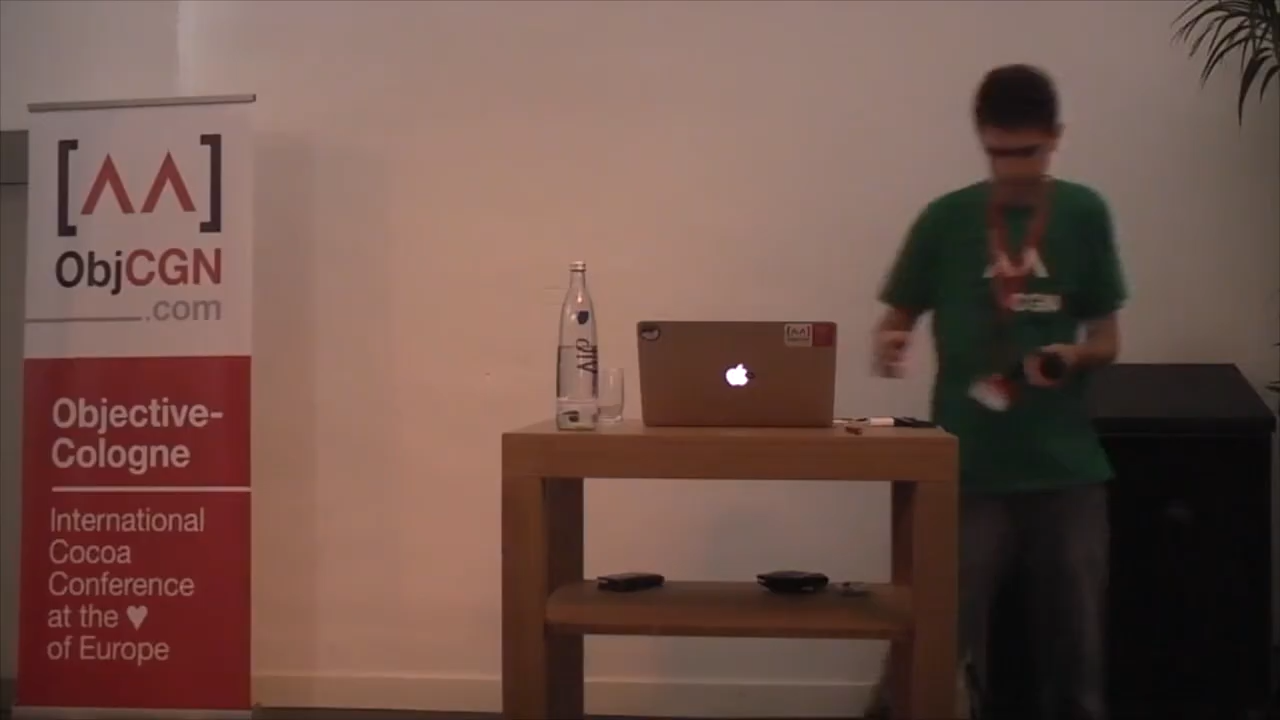 [ΛΛ]
ObjCGN
.com
Objective-
Cologne
International
Cocoa
Conference
at the ♥
of Europe